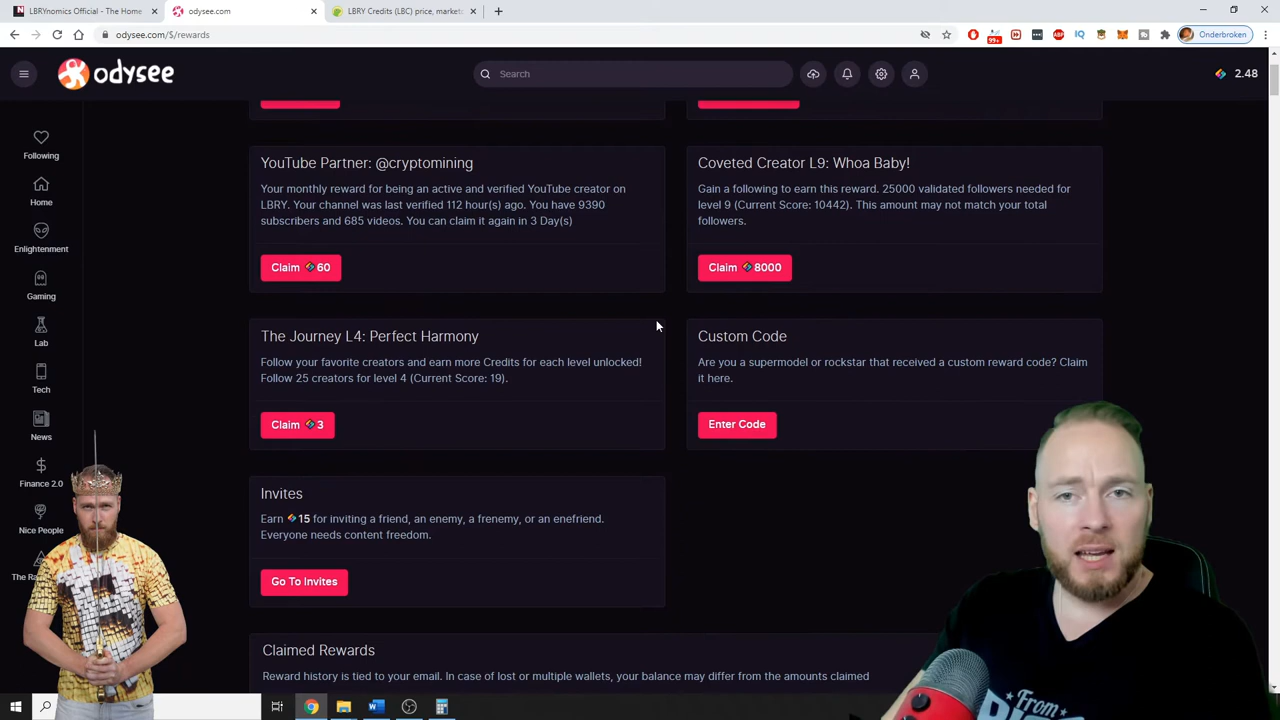 LBRYnomics Official - The Home
odysee.com
LBRY Credits (LBC) price, markets
odysee.com/$/rewards
99+
ABP
IQ
Onderbroken
odysee
Search
2.48
Following
Home
Enlightenment
Gaming
Lab
Tech
News
Finance 2.0
Nice People
The Ra
YouTube Partner: @cryptomining
Your monthly reward for being an active and verified YouTube creator on
LBRY. Your channel was last verified 112 hour(s) ago. You have 9390
subscribers and 685 videos. You can claim it again in 3 Day(s)
Claim 60
Coveted Creator L9: Whoa Baby!
Gain a following to earn this reward. 25000 validated followers needed for
level 9 (Current Score: 10442). This amount may not match your total
followers.
Claim 8000
The Journey L4: Perfect Harmony
Follow your favorite creators and earn more Credits for each level unlocked!
Follow 25 creators for level 4 (Current Score: 19).
Claim 3
Custom Code
Are you a supermodel or rockstar that received a custom reward code? Claim
it here.
Enter Code
Invites
Earn 15 for inviting a friend, an enemy, a frenemy, or an enefriend.
Everyone needs content freedom.
Go To Invites
Claimed Rewards
Reward history is tied to your email. In case of lost or multiple wallets, your balance may differ from the amounts claimed
From